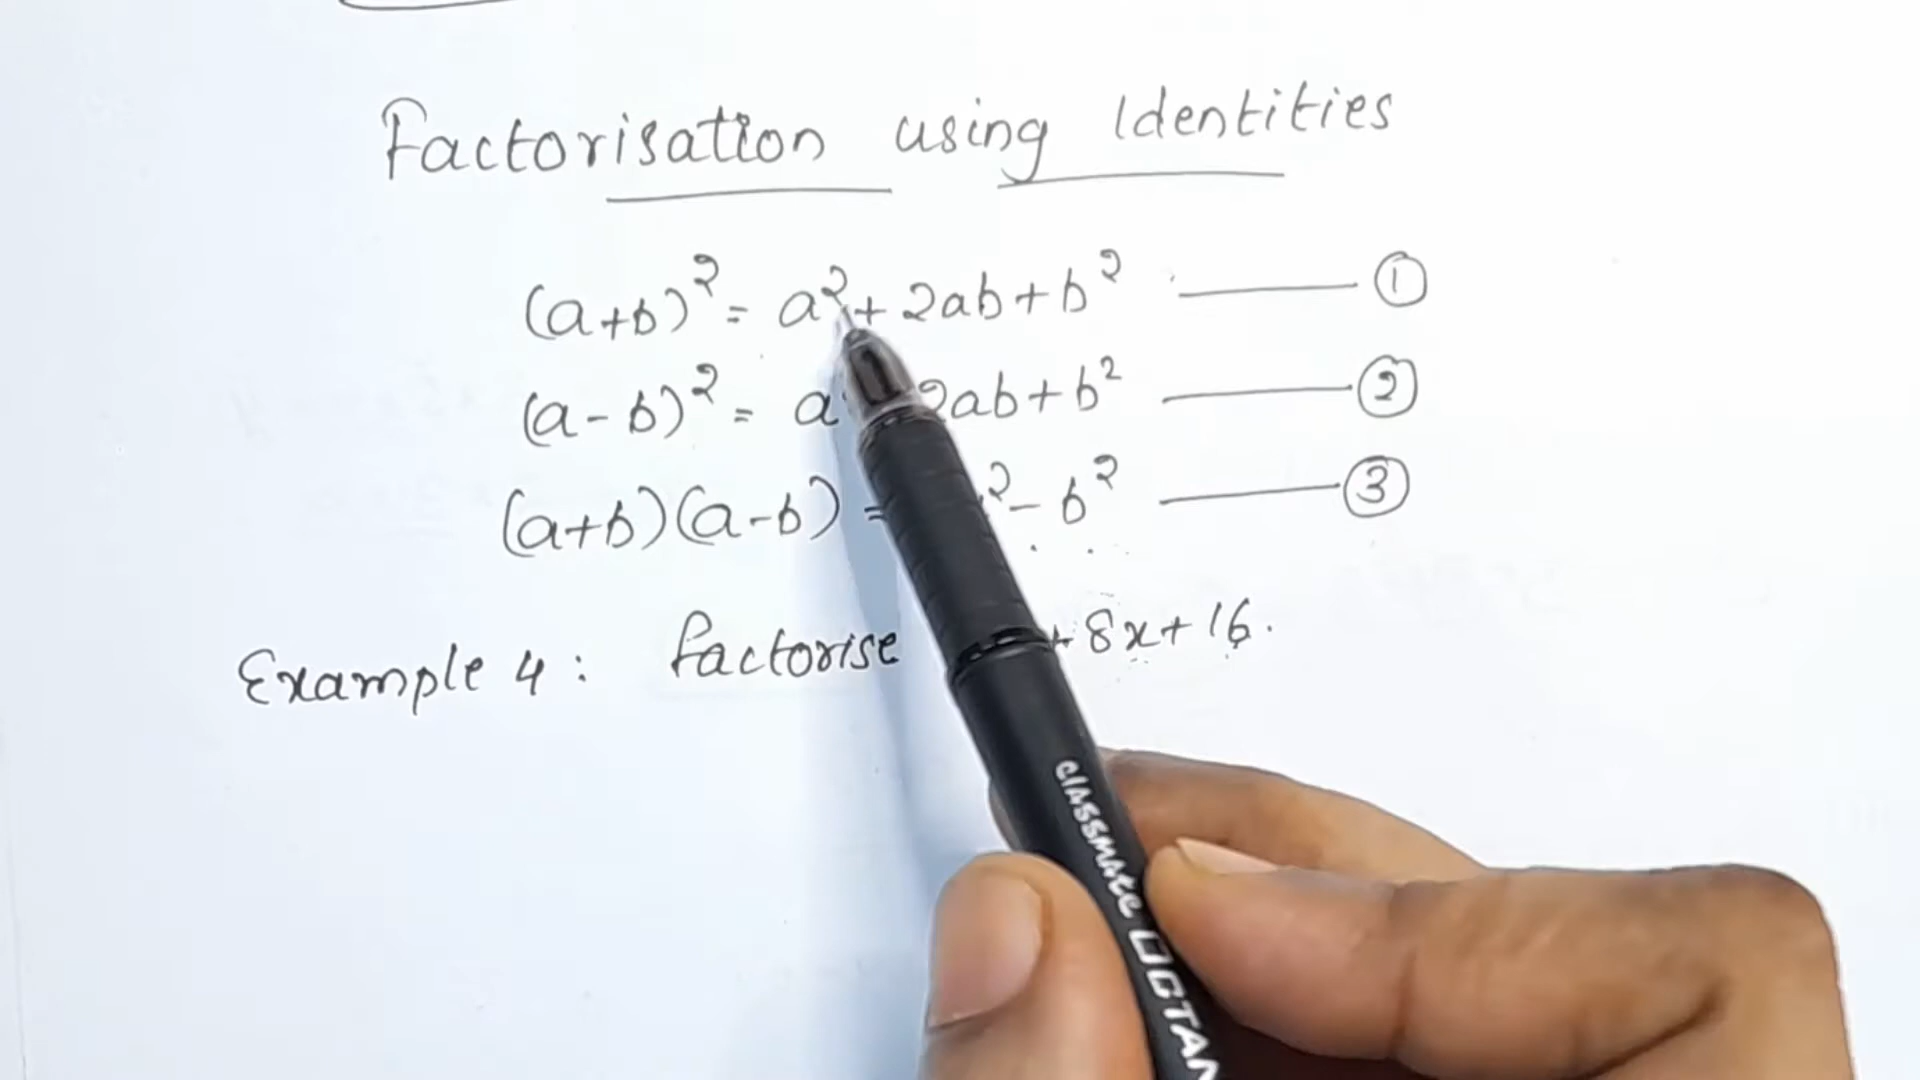 Factorisation using Identities
(a+b)² = a² + 2ab + b² ——— ①
(a-b)² = a 2ab + b² ——— ②
(a+b)(a-b) = ² - b² ——— ③
Example 4 : factorise + 8x + 16.
classmate OCTAN